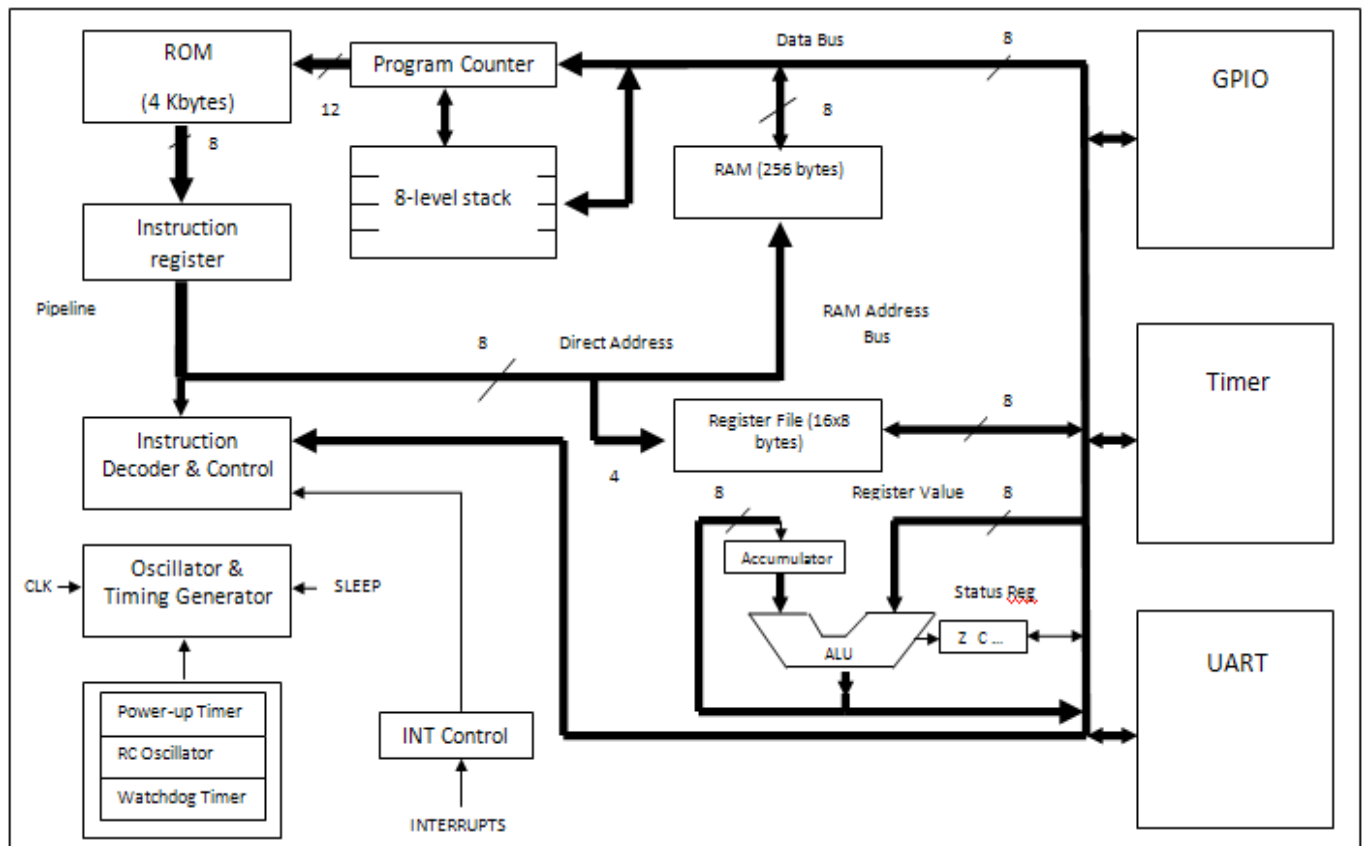 ROM
(4 Kbytes)
Program Counter
Data Bus
8
GPIO
12
8
8
RAM (256 bytes)
8-level stack
Instruction
register
Pipeline
RAM Address
Bus
8
Direct Address
Timer
Instruction
Decoder & Control
Register File (16x8
bytes)
8
4
8
Register Value
8
Accumulator
Oscillator &
Timing Generator
CLK
SLEEP
Status Reg
Z C ...
ALU
UART
Power-up Timer
RC Oscillator
Watchdog Timer
INT Control
INTERRUPTS